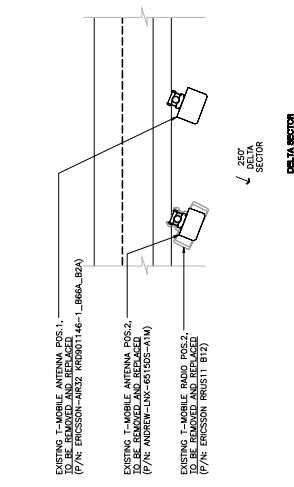 EXISTING T-MOBILE ANTENNA POS.1,
TO BE REMOVED AND REPLACED
(P/N: ERICSSON-AIR32 KRD901146-1_B66A_B2A)
EXISTING T-MOBILE ANTENNA POS.2,
TO BE REMOVED AND REPLACED
(P/N: ANDREW-LNX-6515DS-A1M)
EXISTING T-MOBILE RADIO POS.2,
TO BE REMOVED AND REPLACED
(P/N: ERICSSON RRUS11 B12)
250°
DELTA
SECTOR
DELTA SECTOR